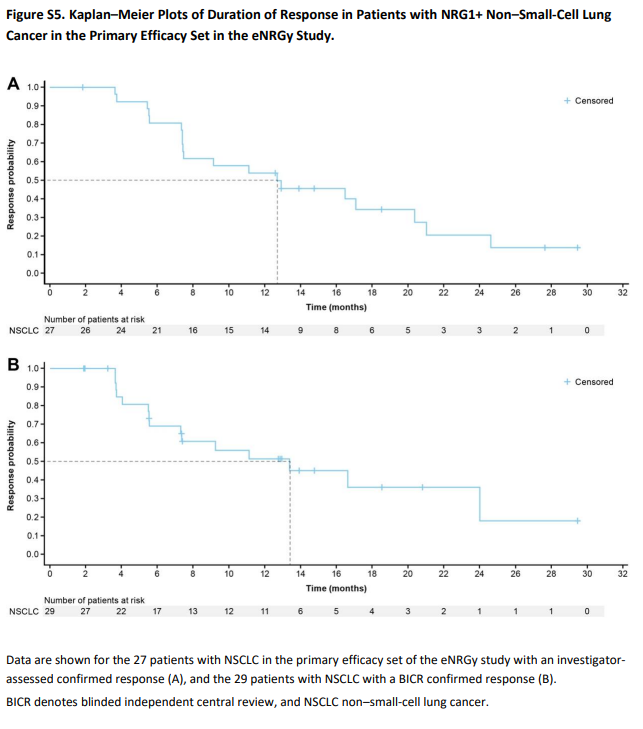 Figure S5. Kaplan–Meier Plots of Duration of Response in Patients with NRG1+ Non–Small-Cell Lung
Cancer in the Primary Efficacy Set in the eNRGy Study.
A
Response probability
1.0
0.9
0.8
0.7
0.6
0.5
0.4
0.3
0.2
0.1
0.0
+ Censored
0 2 4 6 8 10 12 14 16 18 20 22 24 26 28 30 32
Time (months)
Number of patients at risk
NSCLC 27 26 24 21 16 15 14 9 8 6 5 3 3 2 1 0
B
Response probability
1.0
0.9
0.8
0.7
0.6
0.5
0.4
0.3
0.2
0.1
0.0
+ Censored
0 2 4 6 8 10 12 14 16 18 20 22 24 26 28 30 32
Time (months)
Number of patients at risk
NSCLC 29 27 22 17 13 12 11 6 5 4 3 2 1 1 1 0
Data are shown for the 27 patients with NSCLC in the primary efficacy set of the eNRGy study with an investigator-
assessed confirmed response (A), and the 29 patients with NSCLC with a BICR confirmed response (B).
BICR denotes blinded independent central review, and NSCLC non–small-cell lung cancer.